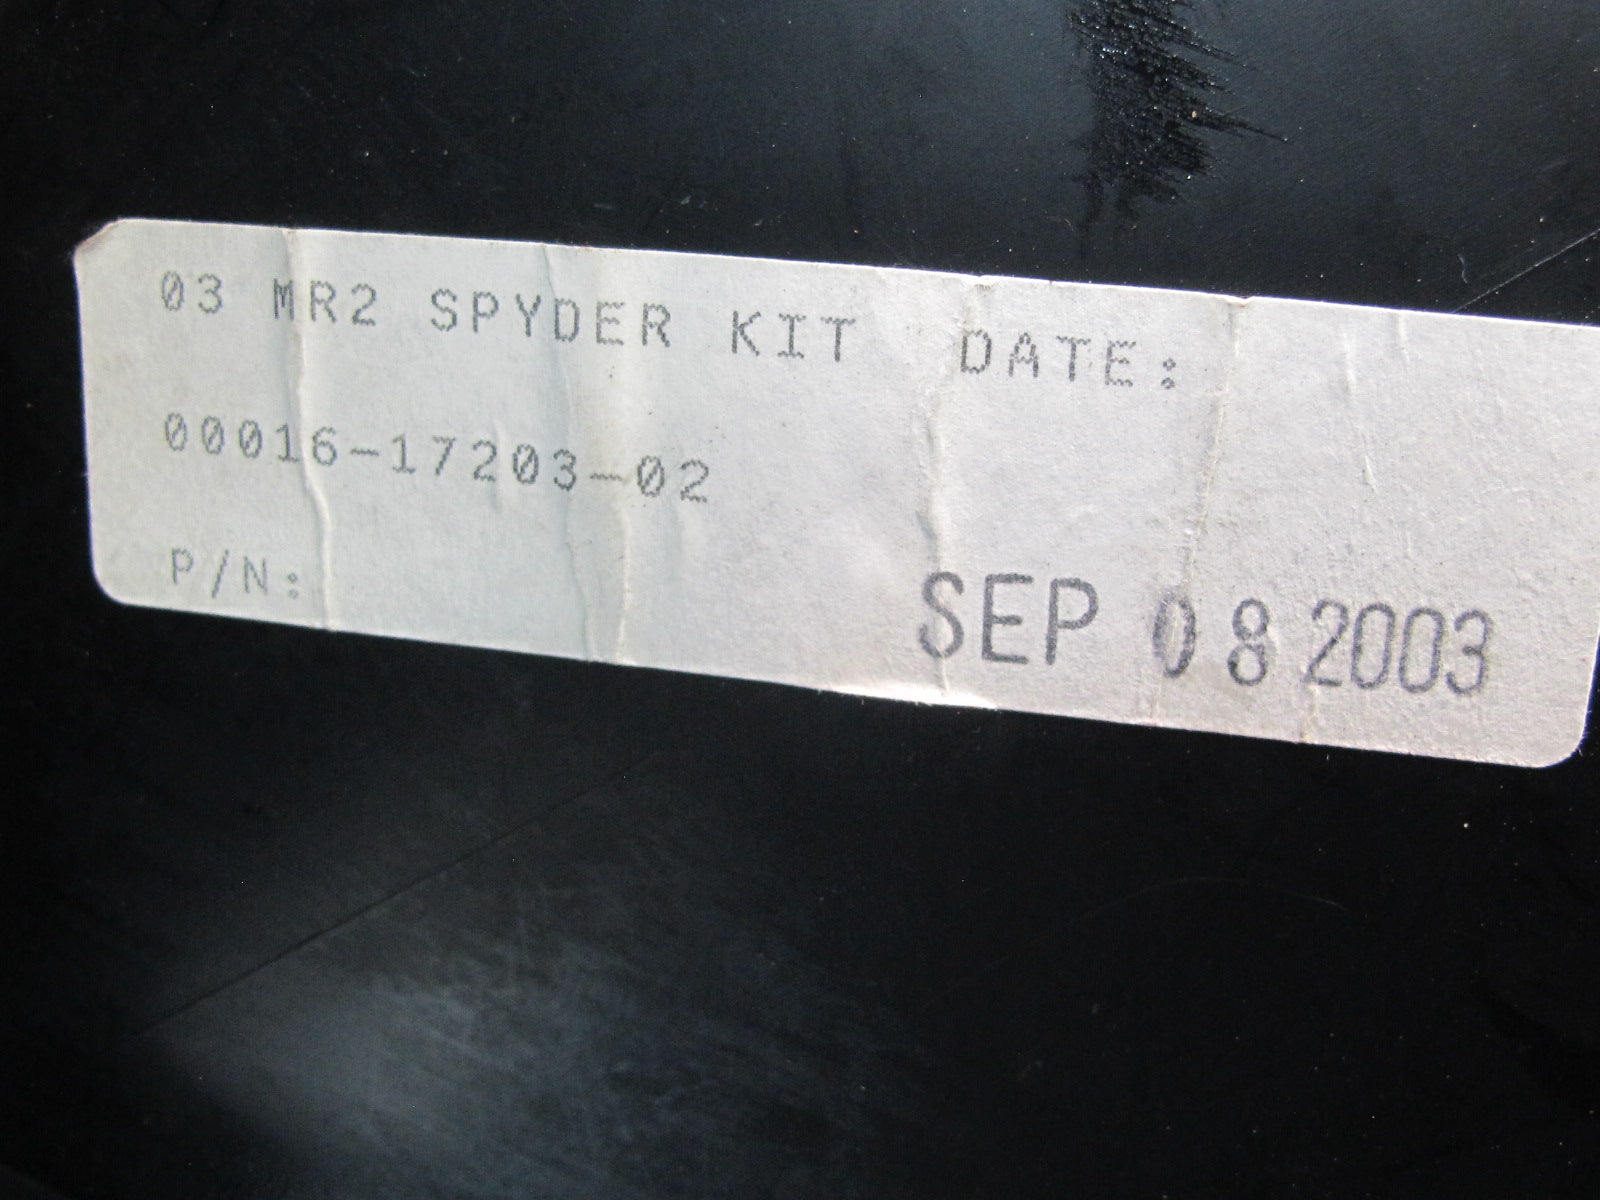 03 MR2 SPYDER KIT DATE:
00016-17203-02
P/N:
SEP 08 2003